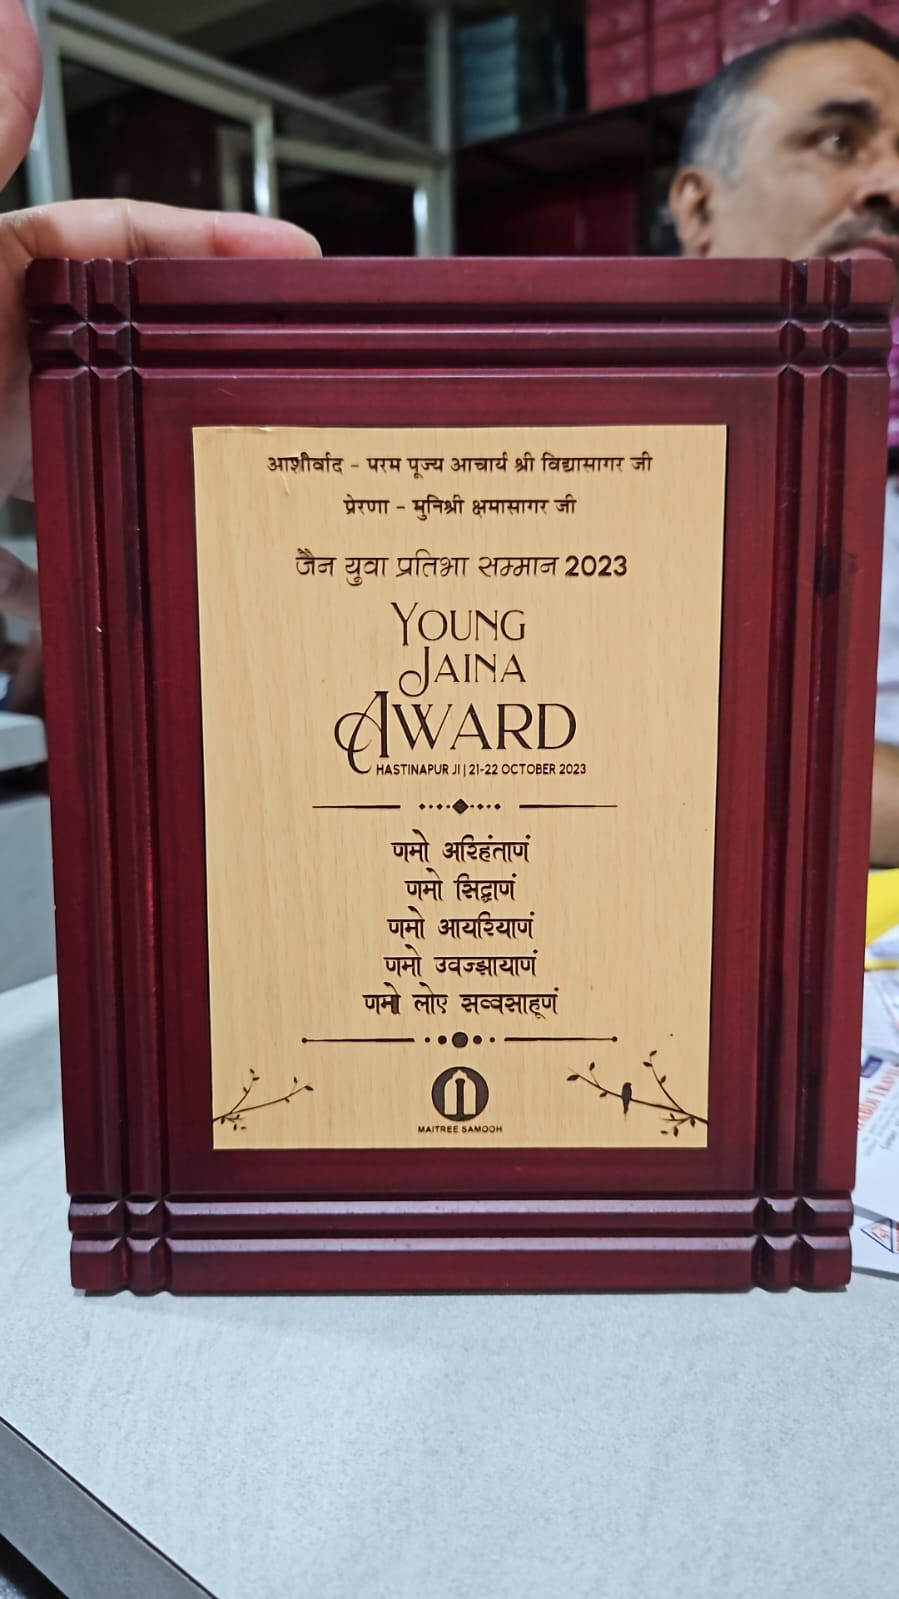 आशीर्वाद - परम पूज्य आचार्य श्री विद्यासागर जी
प्रेरणा - मुनिश्री क्षमासागर जी
जैन युवा प्रतिभा सम्मान 2023
YOUNG
JAINA
AWARD
HASTINAPUR JI | 21-22 OCTOBER 2023
णमो अरिहंताणं
णमो सिद्धाणं
णमो आयरियाणं
णमो उवज्झायाणं
णमो लोए सव्वसाहूणं
MAITREE SAMOOH